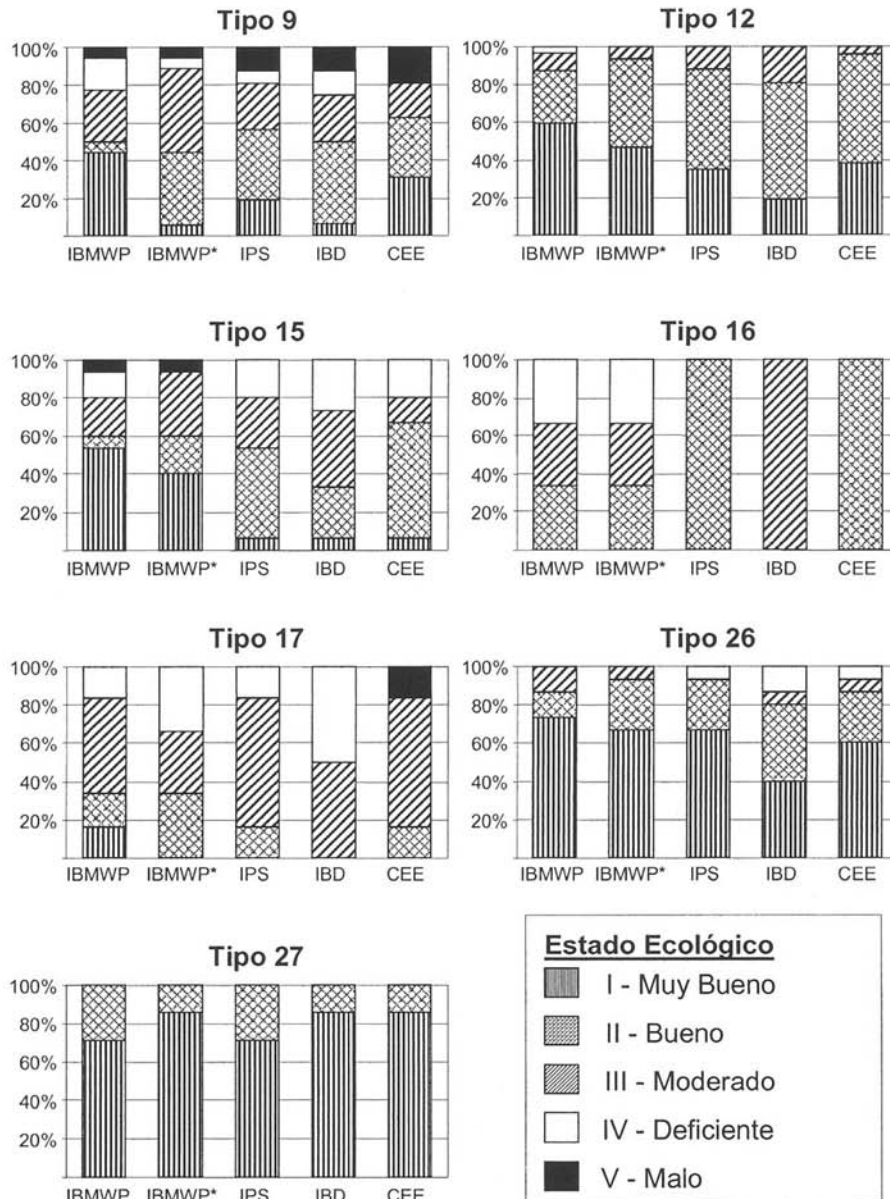 Tipo 9
100%
80%
60%
40%
20%
IBMWP IBMWP* IPS IBD CEE
Tipo 12
100%
80%
60%
40%
20%
IBMWP IBMWP* IPS IBD CEE
Tipo 15
100%
80%
60%
40%
20%
IBMWP IBMWP* IPS IBD CEE
Tipo 16
100%
80%
60%
40%
20%
IBMWP IBMWP* IPS IBD CEE
Tipo 17
100%
80%
60%
40%
20%
IBMWP IBMWP* IPS IBD CEE
Tipo 26
100%
80%
60%
40%
20%
IBMWP IBMWP* IPS IBD CEE
Tipo 27
100%
80%
60%
40%
20%
IBMWP IBMWP* IPS IBD CEE
Estado Ecológico
I - Muy Bueno
II - Bueno
III - Moderado
IV - Deficiente
V - Malo